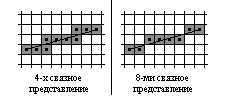 4-х связное
представление
8-ми связное
представление